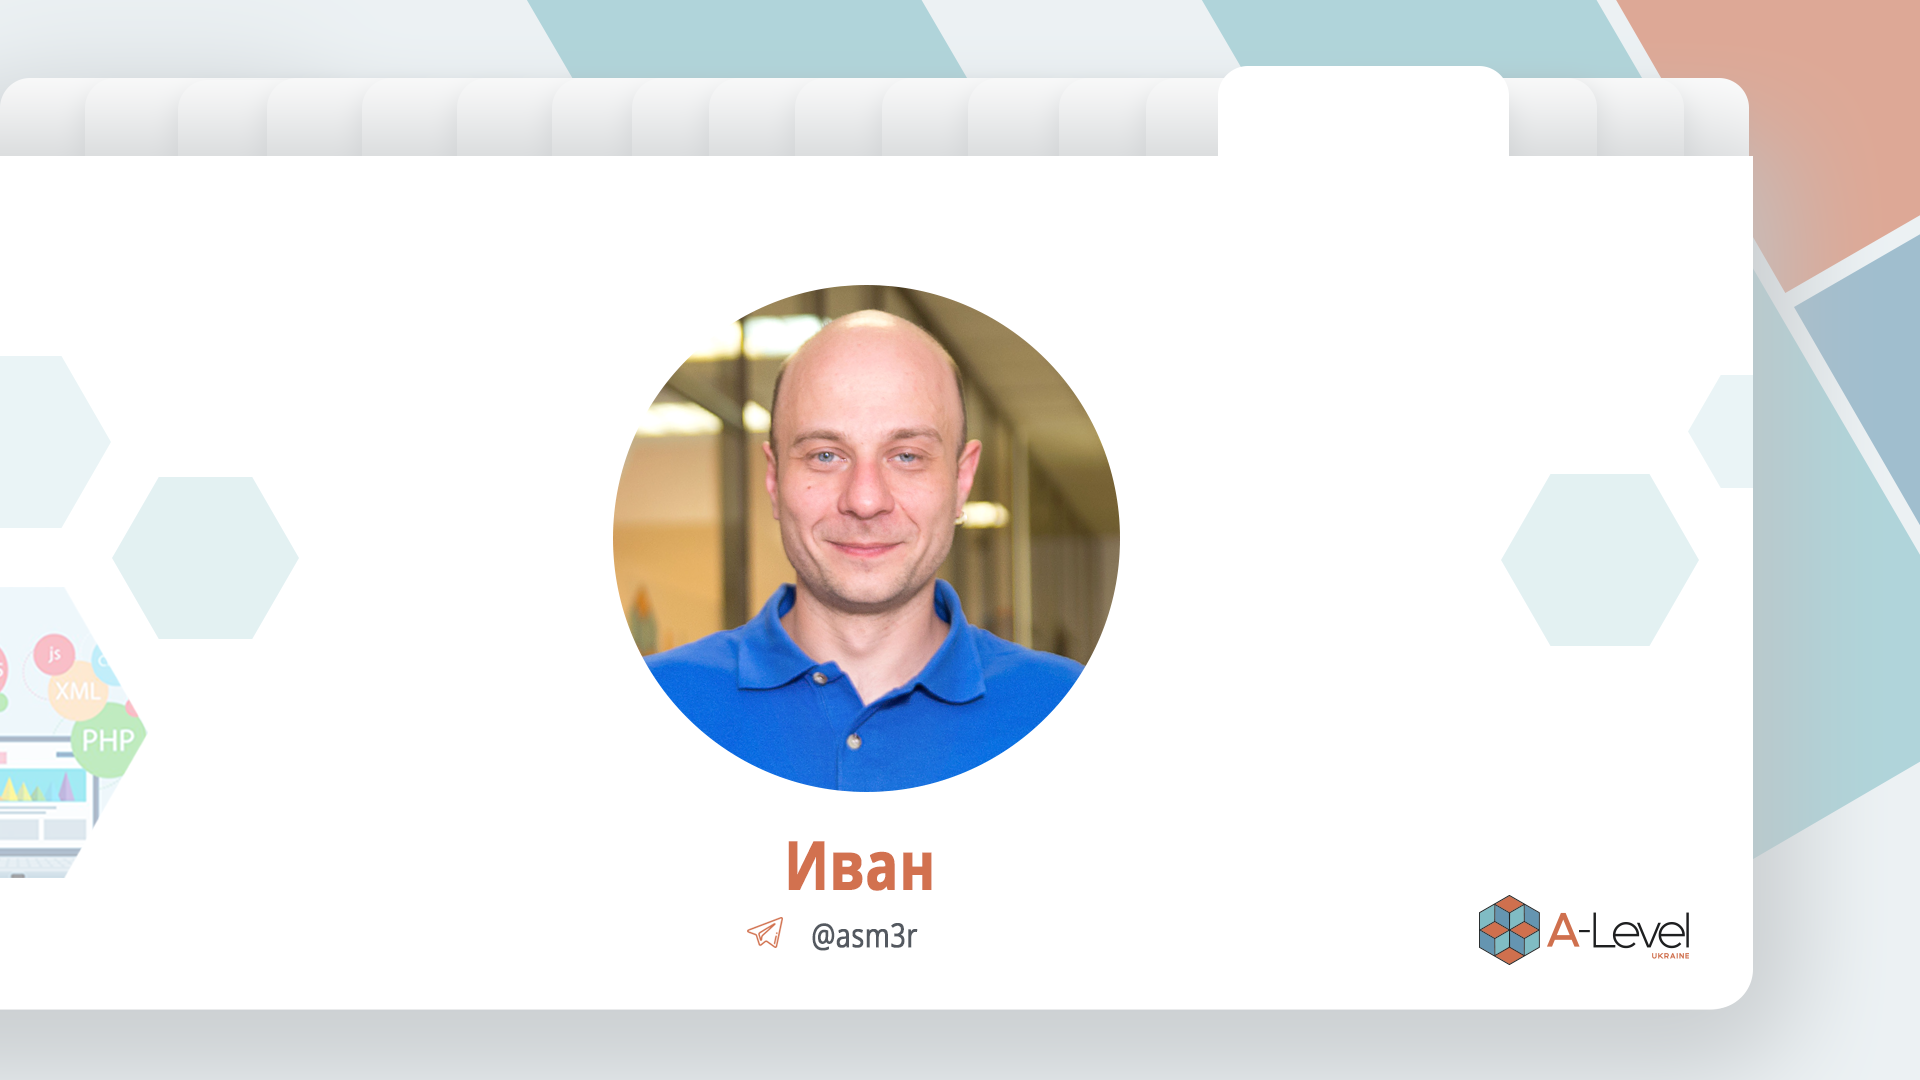 js
XML
PHP
Иван
@asm3r
A-Level
UKRAINE